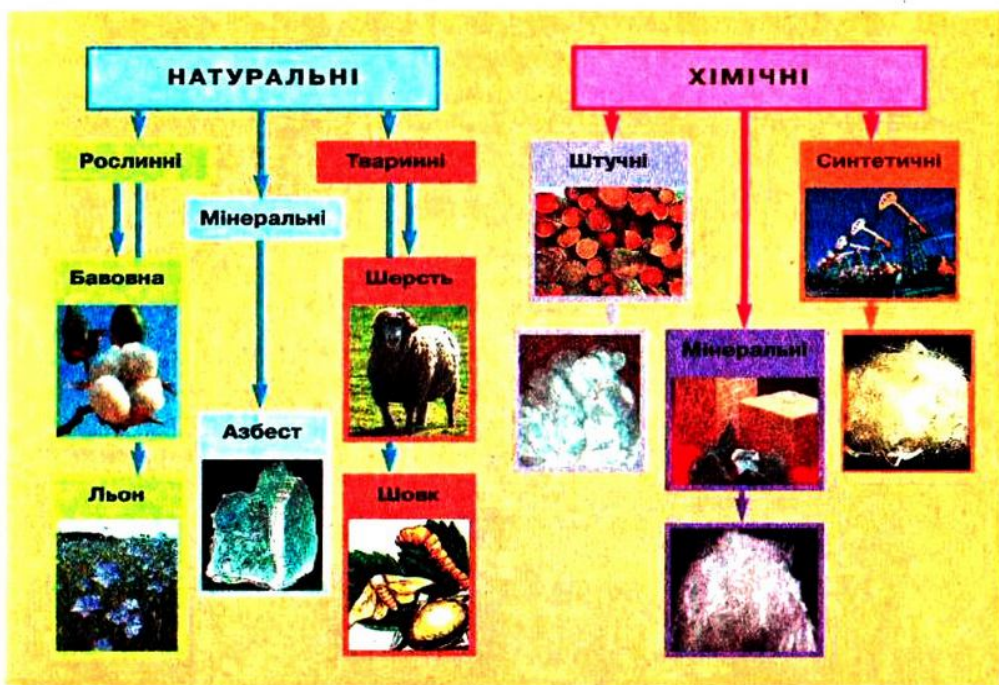 НАТУРАЛЬНІ
ХІМІЧНІ
Рослинні
Тваринні
Мінеральні
Бавовна
Шерсть
Азбест
Льон
Шовк
Штучні
Синтетичні
Мінеральні